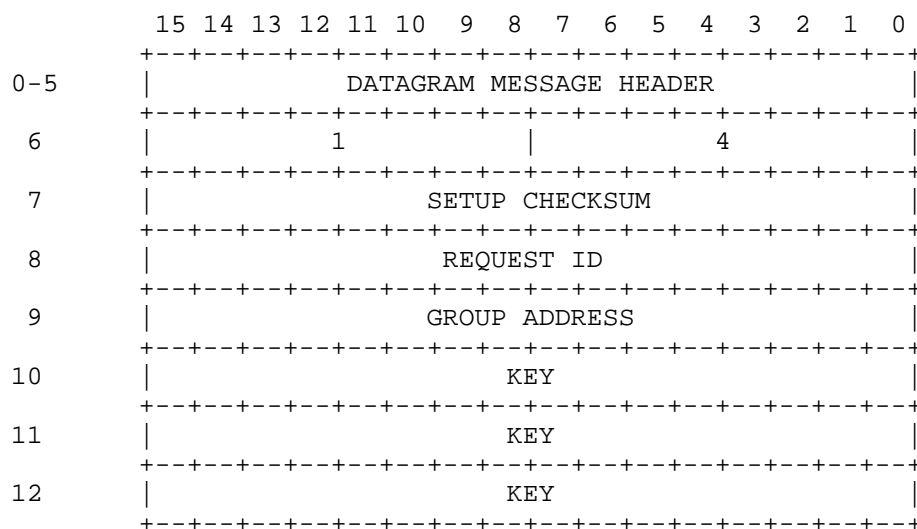 15 14 13 12 11 10 9 8 7 6 5 4 3 2 1 0
+--+--+--+--+--+--+--+--+--+--+--+--+--+--+--+--+
0-5 | DATAGRAM MESSAGE HEADER |
+--+--+--+--+--+--+--+--+--+--+--+--+--+--+--+--+
6 | 1 | 4 |
+--+--+--+--+--+--+--+--+--+--+--+--+--+--+--+--+
7 | SETUP CHECKSUM |
+--+--+--+--+--+--+--+--+--+--+--+--+--+--+--+--+
8 | REQUEST ID |
+--+--+--+--+--+--+--+--+--+--+--+--+--+--+--+--+
9 | GROUP ADDRESS |
+--+--+--+--+--+--+--+--+--+--+--+--+--+--+--+--+
10 | KEY |
+--+--+--+--+--+--+--+--+--+--+--+--+--+--+--+--+
11 | KEY |
+--+--+--+--+--+--+--+--+--+--+--+--+--+--+--+--+
12 | KEY |
+--+--+--+--+--+--+--+--+--+--+--+--+--+--+--+--+